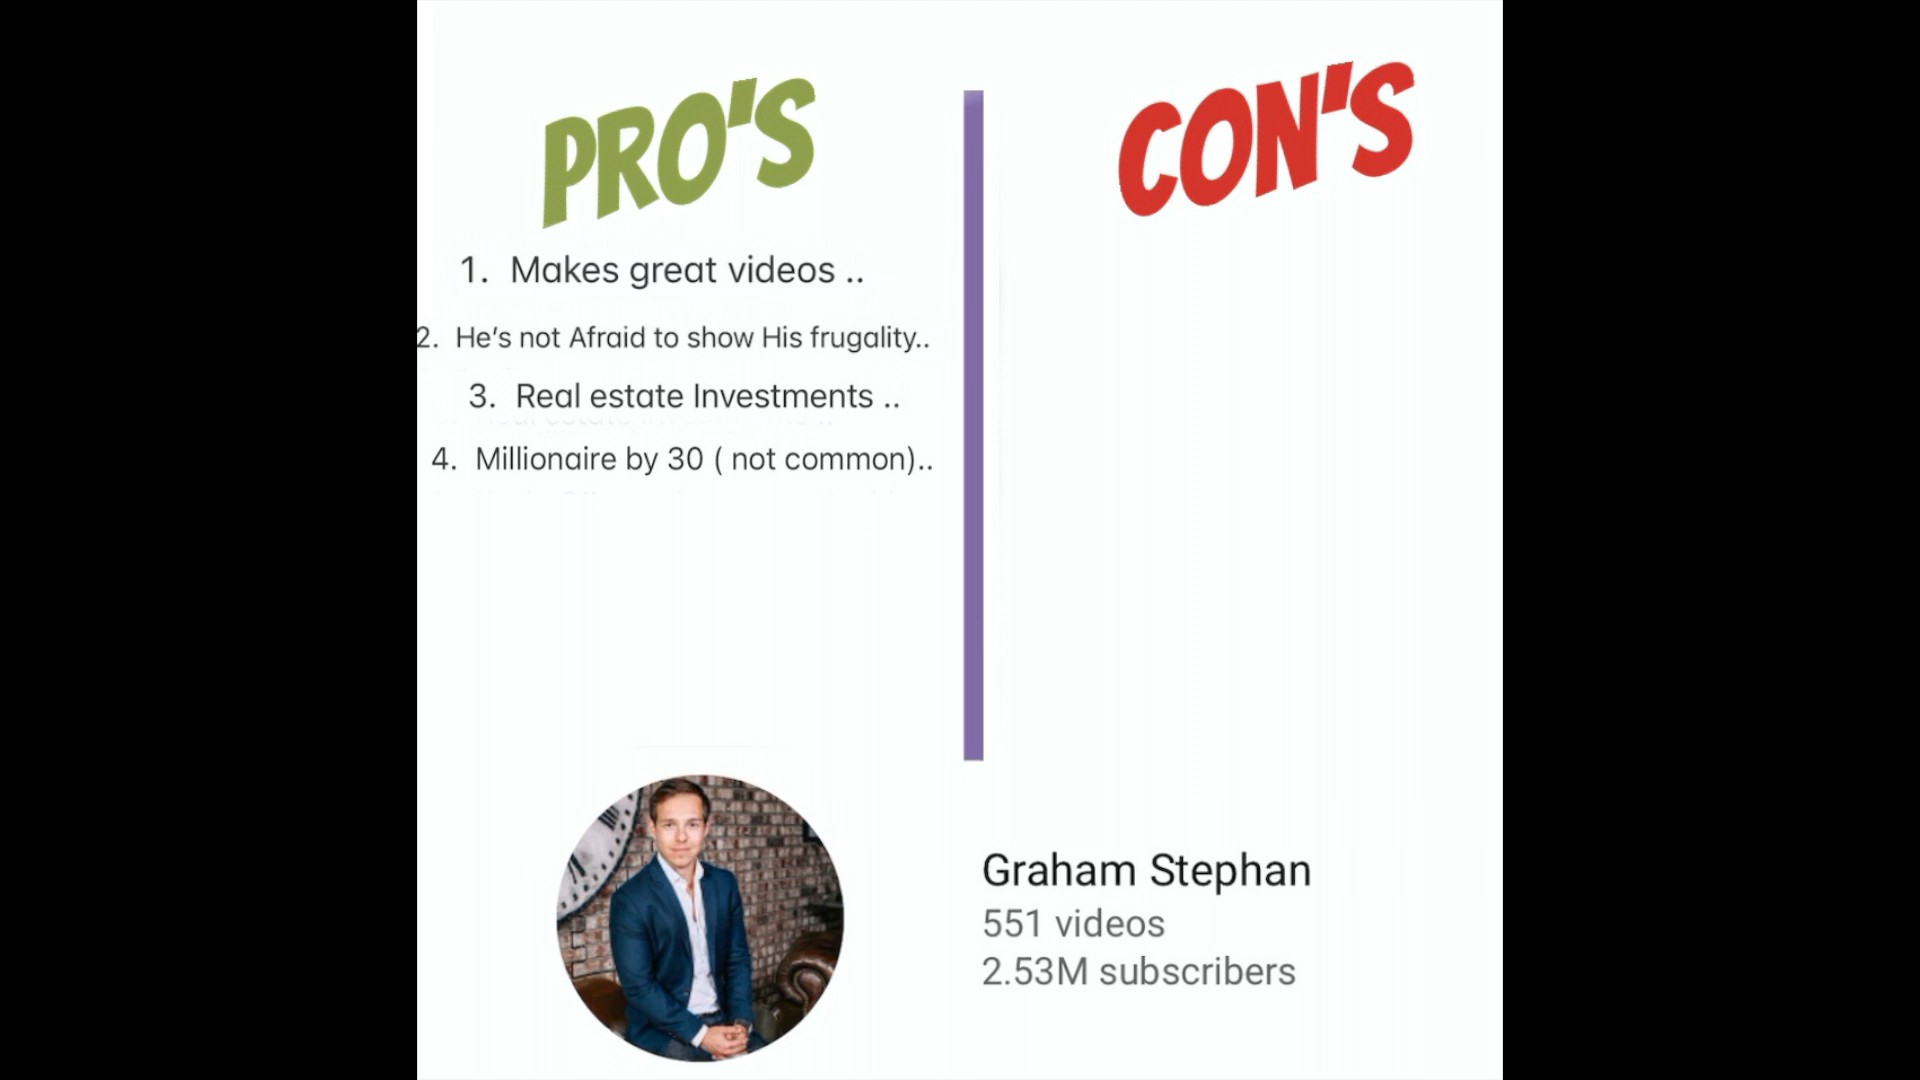 PRO'S
CON'S
1. Makes great videos ..
2. He's not Afraid to show His frugality..
3. Real estate Investments ..
4. Millionaire by 30 ( not common)..
Graham Stephan
551 videos
2.53M subscribers